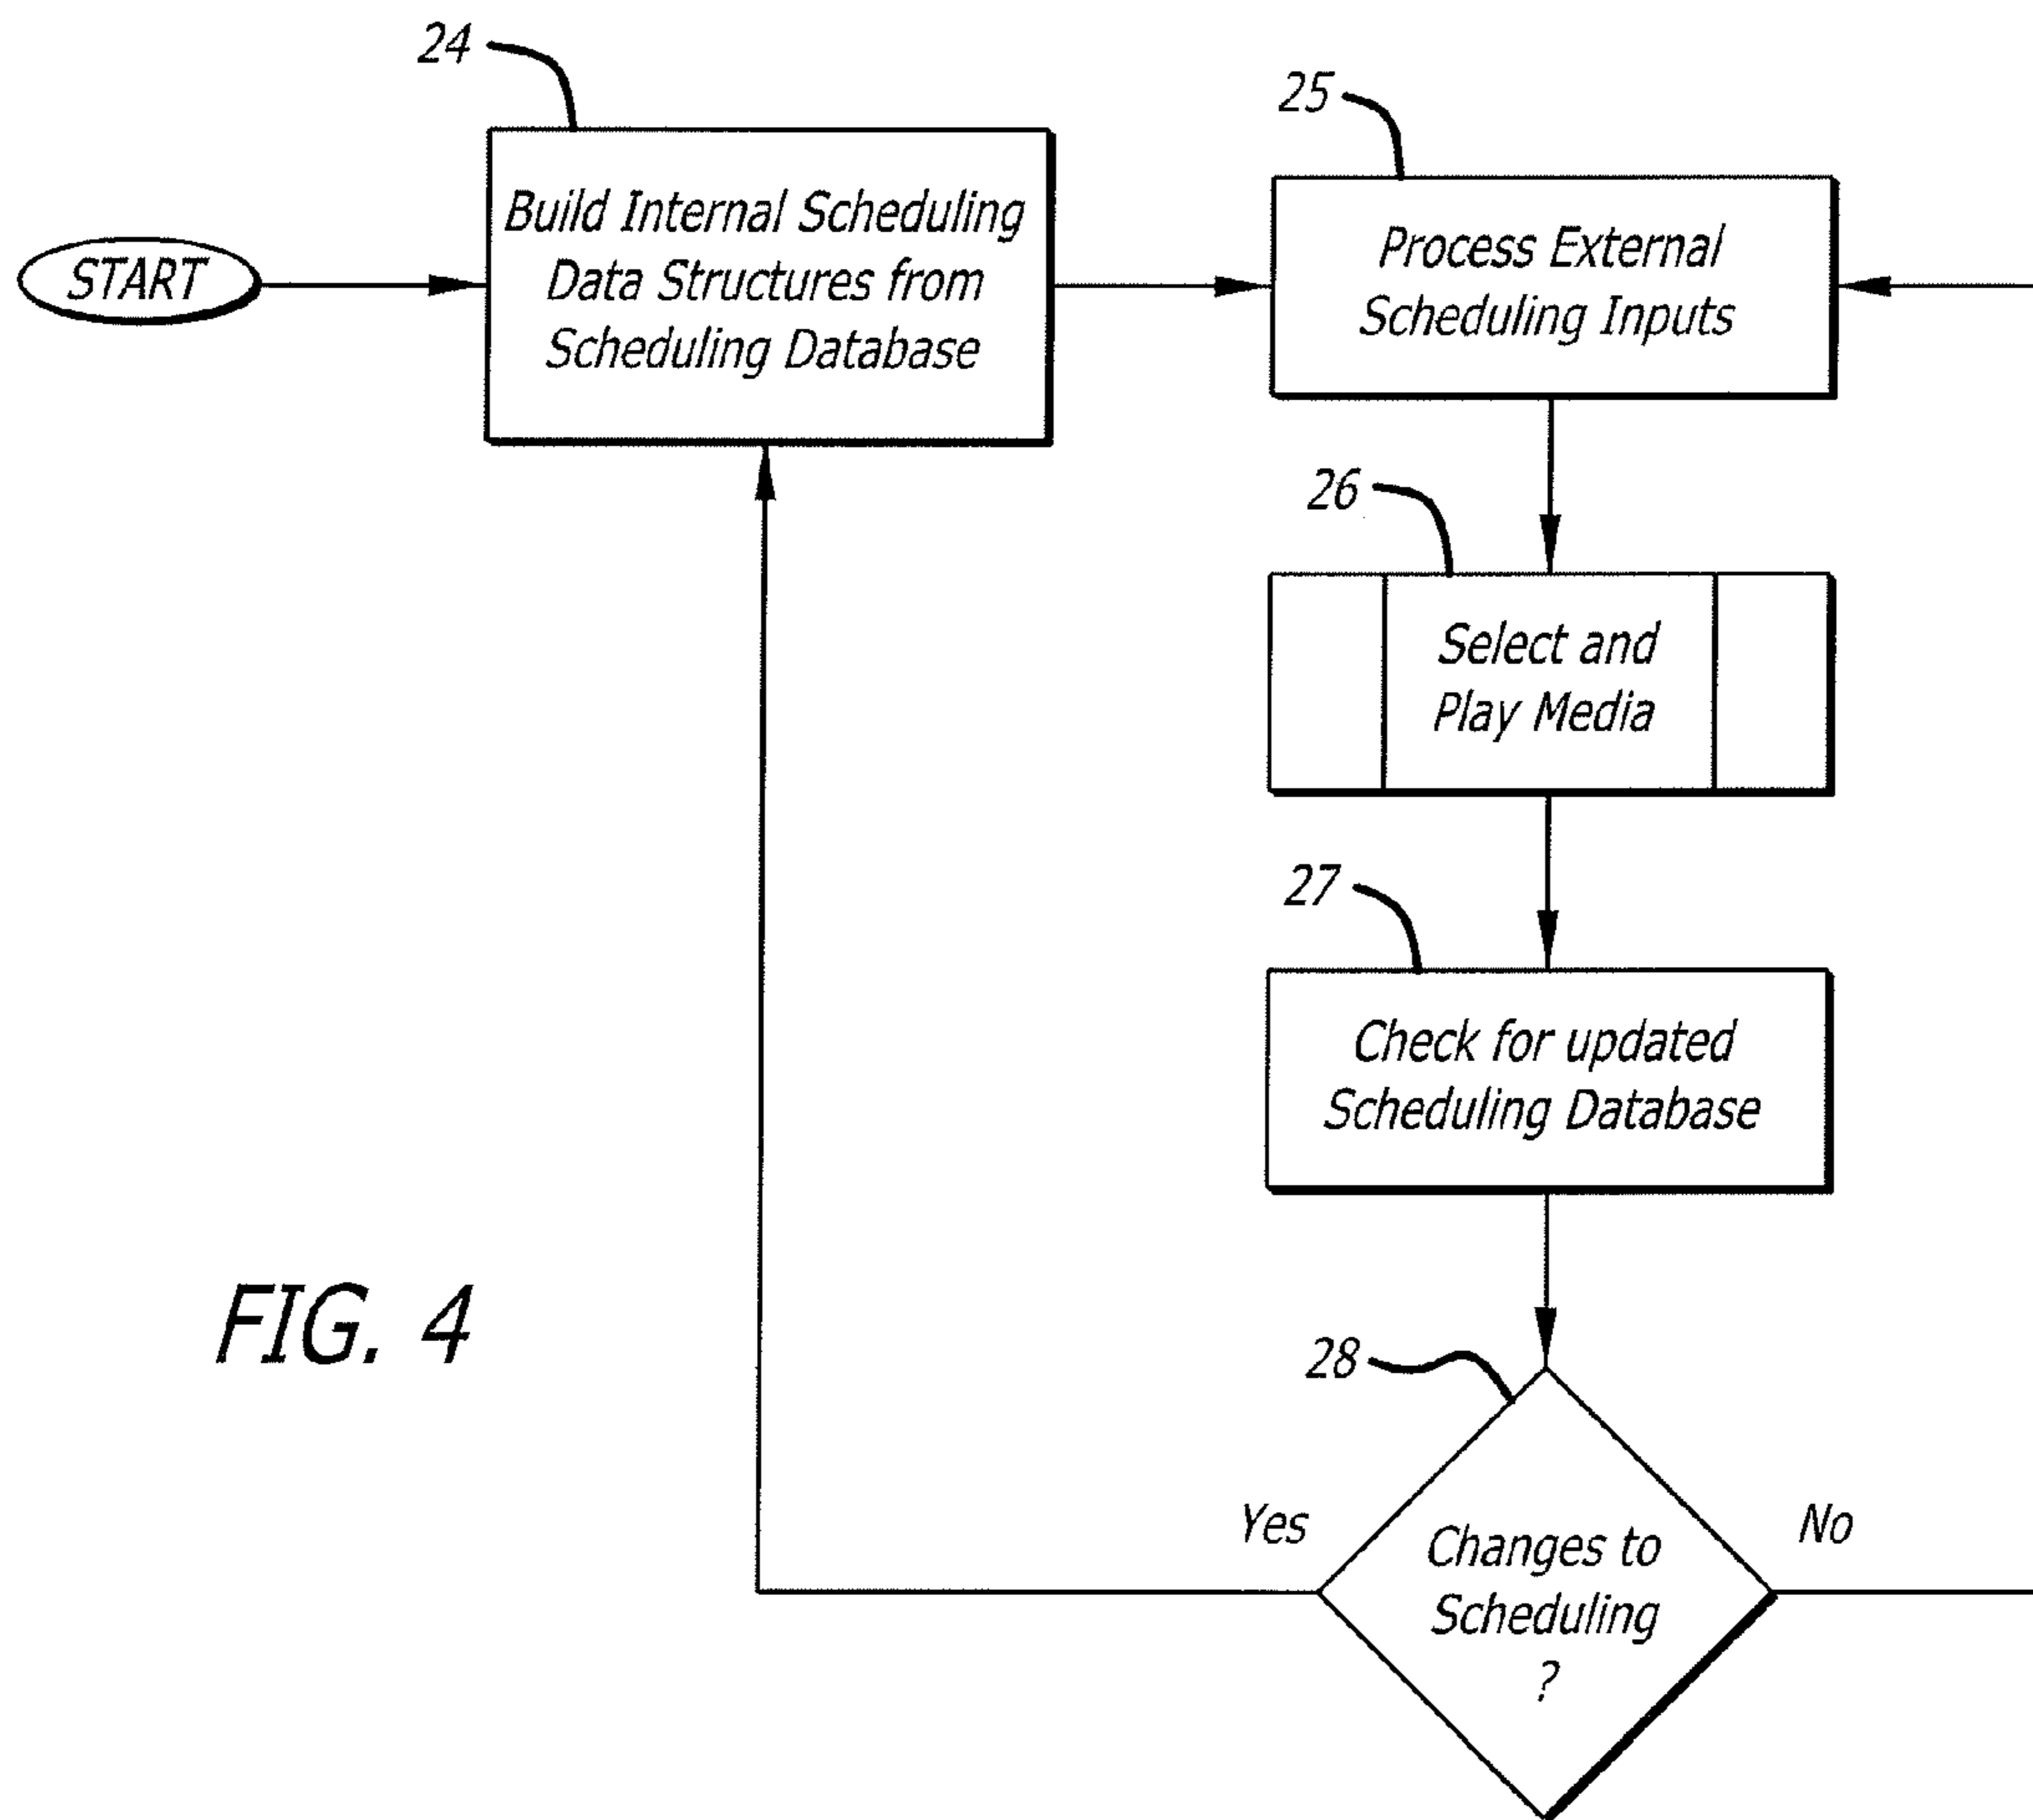 24
25
START
Build Internal Scheduling
Data Structures from
Scheduling Database
Process External
Scheduling Inputs
26
Select and
Play Media
27
Check for updated
Scheduling Database
FIG. 4
28
Yes
No
Changes to
Scheduling
?